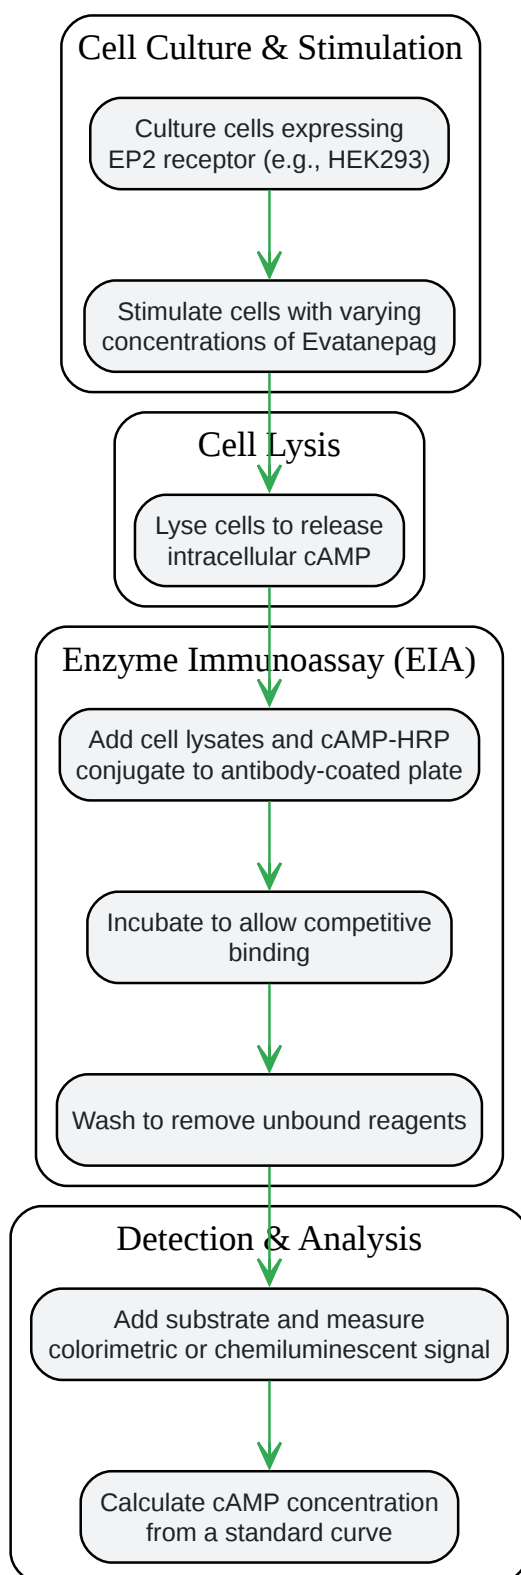 Cell Culture & Stimulation
Culture cells expressing
EP2 receptor (e.g., HEK293)
Stimulate cells with varying
concentrations of Evatanepag
Cell Lysis
Lyse cells to release
intracellular cAMP
Enzyme Immunoassay (EIA)
Add cell lysates and cAMP-HRP
conjugate to antibody-coated plate
Incubate to allow competitive
binding
Wash to remove unbound reagents
Detection & Analysis
Add substrate and measure
colorimetric or chemiluminescent signal
Calculate cAMP concentration
from a standard curve